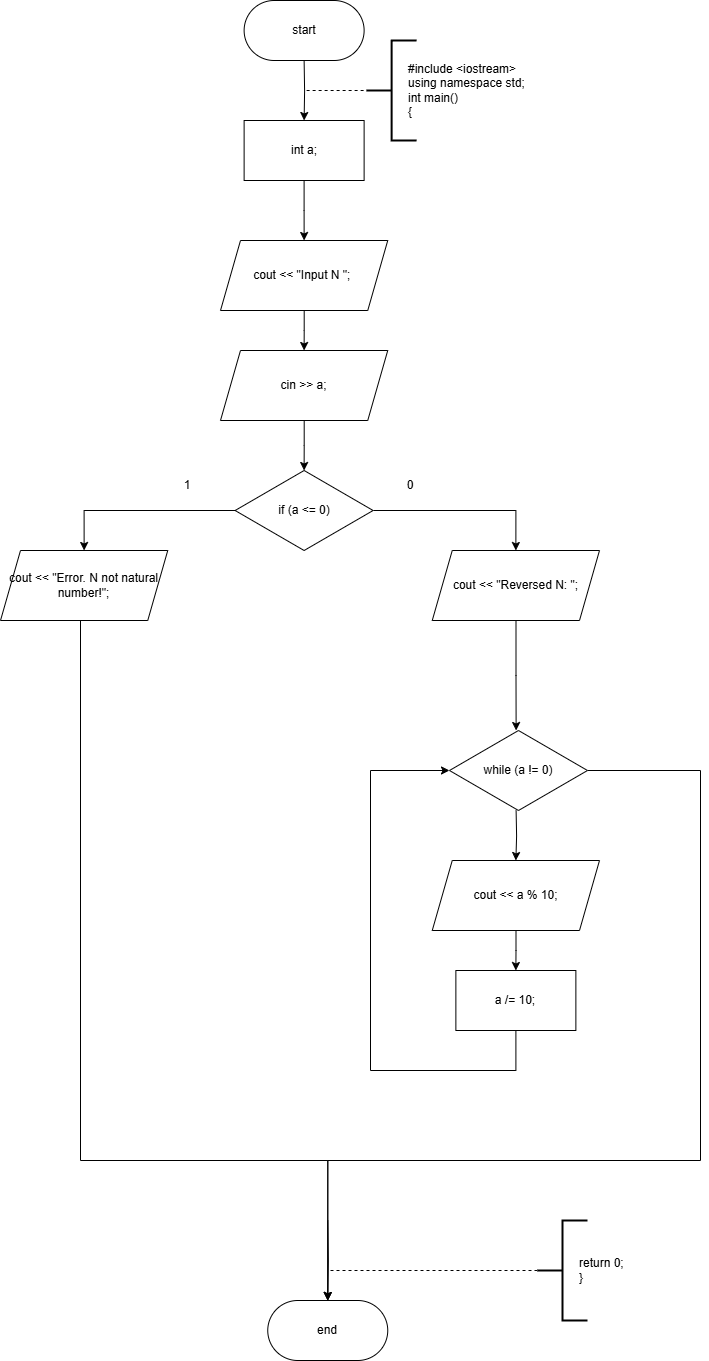 start
#include <iostream>
using namespace std;
int main()
{
int a;
cout << "Input N ";
cin >> a;
if (a <= 0)
1
0
cout << "Error. N not natural
number!";
cout << "Reversed N: ";
while (a != 0)
cout << a % 10;
a /= 10;
return 0;
}
end